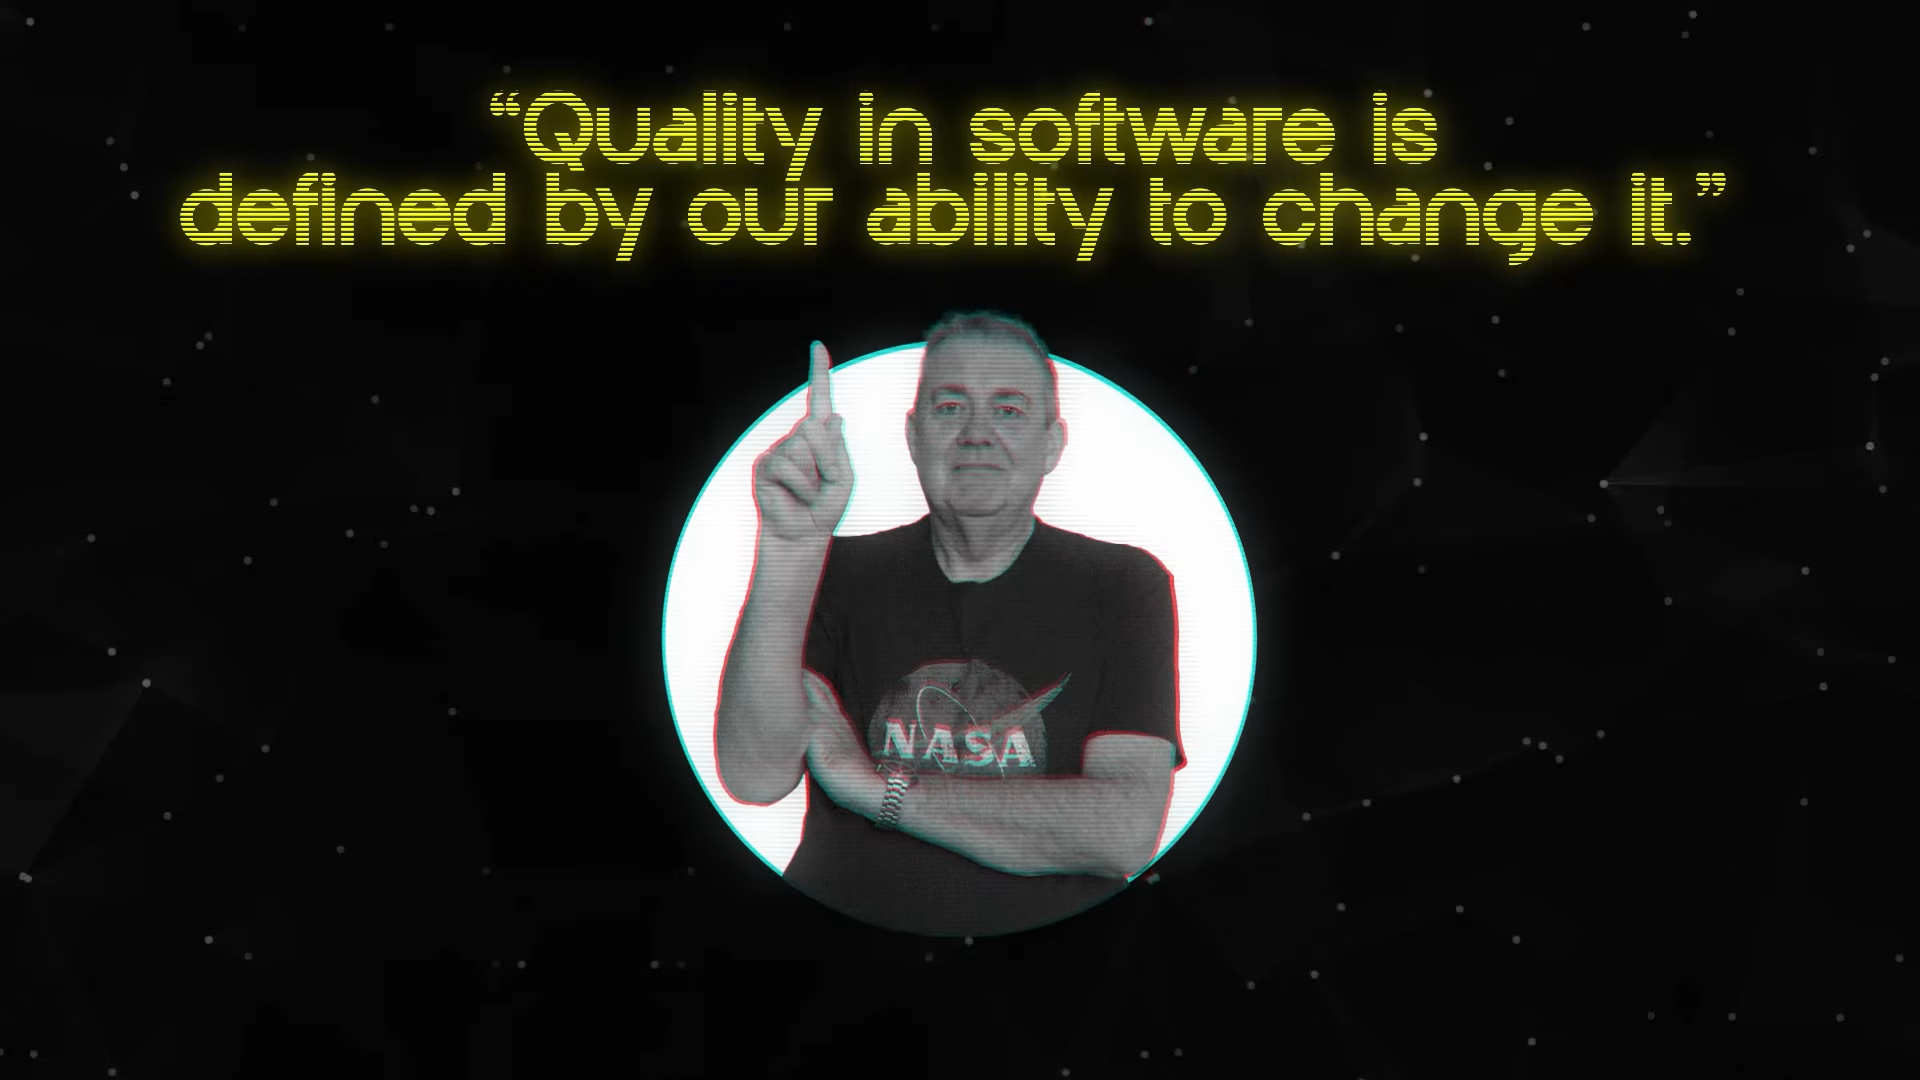 “Quality in software is
defined by our ability to change it.”
NASA